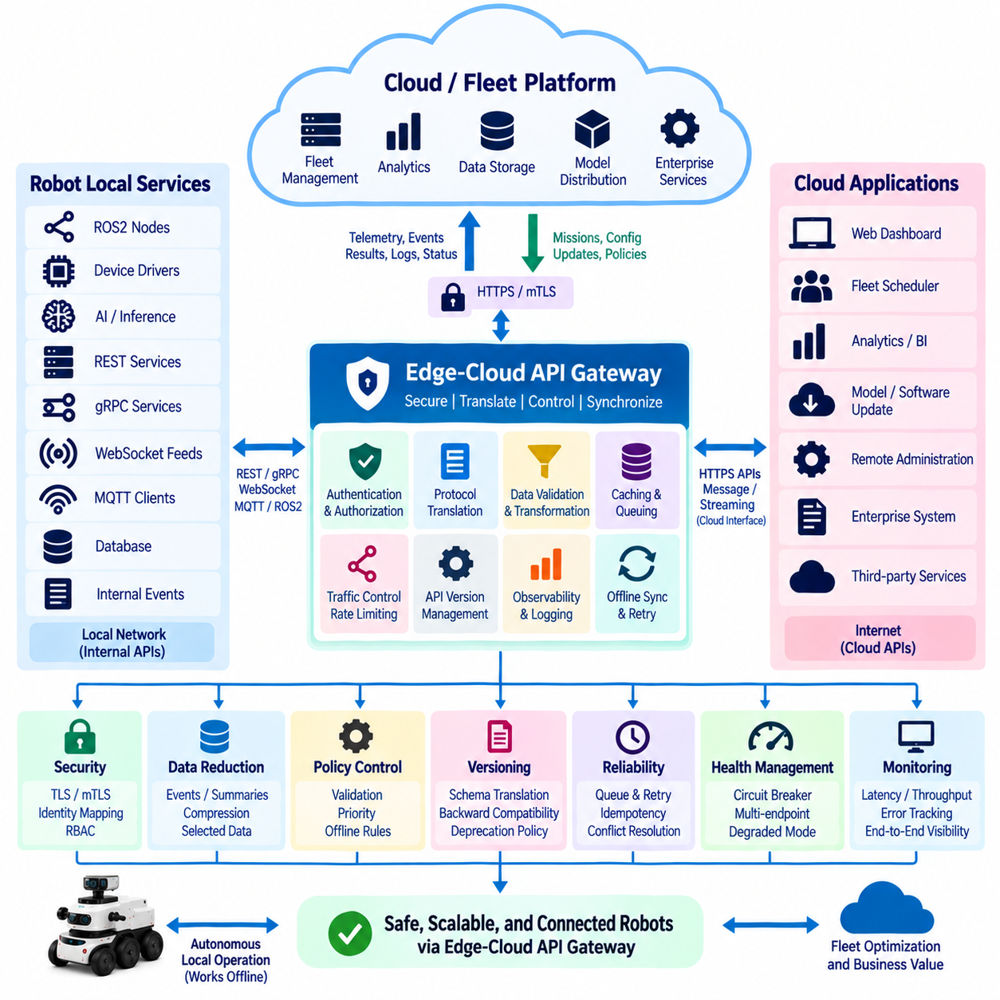 Cloud / Fleet Platform
Fleet
Management
Analytics
Data Storage
Model
Distribution
Enterprise
Services
Telemetry, Events
Results, Logs, Status
Missions, Config
Updates, Policies
HTTPS / mTLS
Robot Local Services
ROS2 Nodes
Device Drivers
AI / Inference
REST Services
gRPC Services
WebSocket Feeds
MQTT Clients
Database
Internal Events
Local Network
(Internal APIs)
REST / gRPC
WebSocket
MQTT / ROS2
Edge-Cloud API Gateway
Secure | Translate | Control | Synchronize
Authentication
& Authorization
Protocol
Translation
Data Validation
& Transformation
Caching &
Queuing
Traffic Control
Rate Limiting
API Version
Management
Observability
& Logging
Offline Sync
& Retry
HTTPS APIs
Message /
Streaming
(Cloud Interface)
Cloud Applications
Web Dashboard
Fleet Scheduler
Analytics / BI
Model / Software
Update
Remote Administration
Enterprise System
Third-party Services
Internet
(Cloud APIs)
Security
TLS / mTLS
Identity Mapping
RBAC
Data Reduction
Events / Summaries
Compression
Selected Data
Policy Control
Validation
Priority
Offline Rules
Versioning
Schema Translation
Backward Compatibility
Deprecation Policy
Reliability
Queue & Retry
Idempotency
Conflict Resolution
Health Management
Circuit Breaker
Multi-endpoint
Degraded Mode
Monitoring
Latency / Throughput
Error Tracking
End-to-End Visibility
Autonomous
Local Operation
(Works Offline)
Safe, Scalable, and Connected Robots
via Edge-Cloud API Gateway
Fleet Optimization
and Business Value